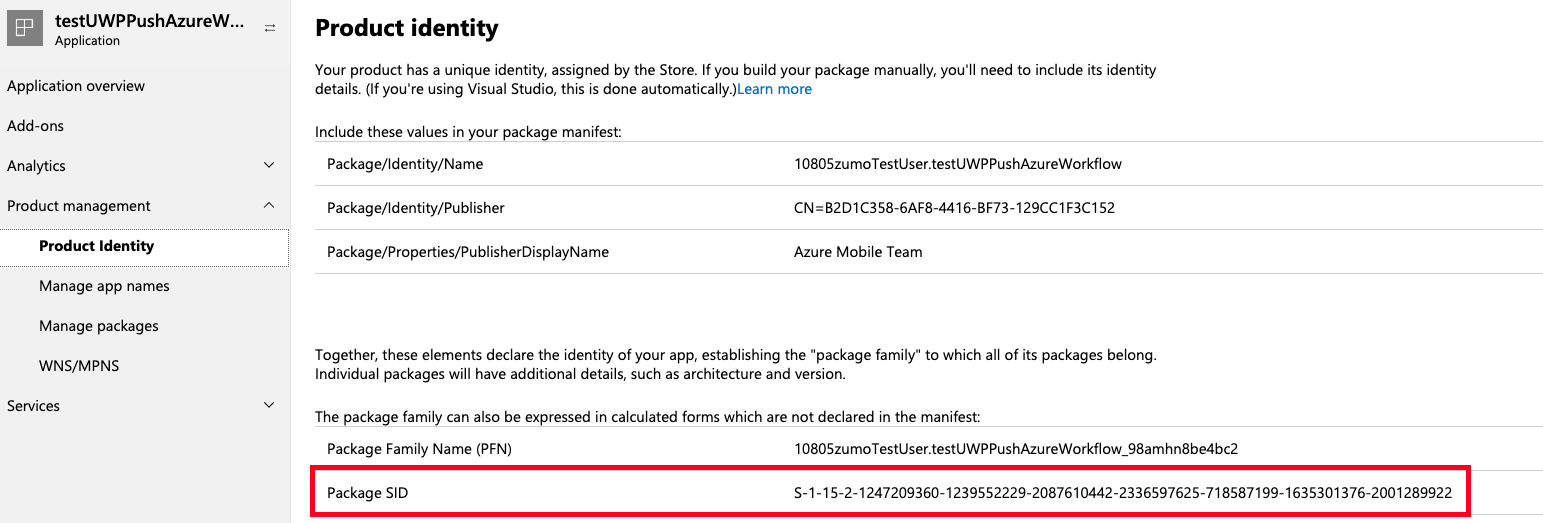 testUWPPushAzureW...
Application
Application overview
Add-ons
Analytics
Product management
Product Identity
Manage app names
Manage packages
WNS/MPNS
Services
Product identity
Your product has a unique identity, assigned by the Store. If you build your package manually, you'll need to include its identity
details. (If you're using Visual Studio, this is done automatically.)Learn more
Include these values in your package manifest:
Package/Identity/Name 10805zumoTestUser.testUWPPushAzureWorkflow
Package/Identity/Publisher CN=B2D1C358-6AF8-4416-BF73-129CC1F3C152
Package/Properties/PublisherDisplayName Azure Mobile Team
Together, these elements declare the identity of your app, establishing the "package family" to which all of its packages belong.
Individual packages will have additional details, such as architecture and version.
The package family can also be expressed in calculated forms which are not declared in the manifest:
Package Family Name (PFN) 10805zumoTestUser.testUWPPushAzureWorkflow_98amhn8be4bc2
Package SID S-1-15-2-1247209360-1239552229-2087610442-2336597625-718587199-1635301376-2001289922